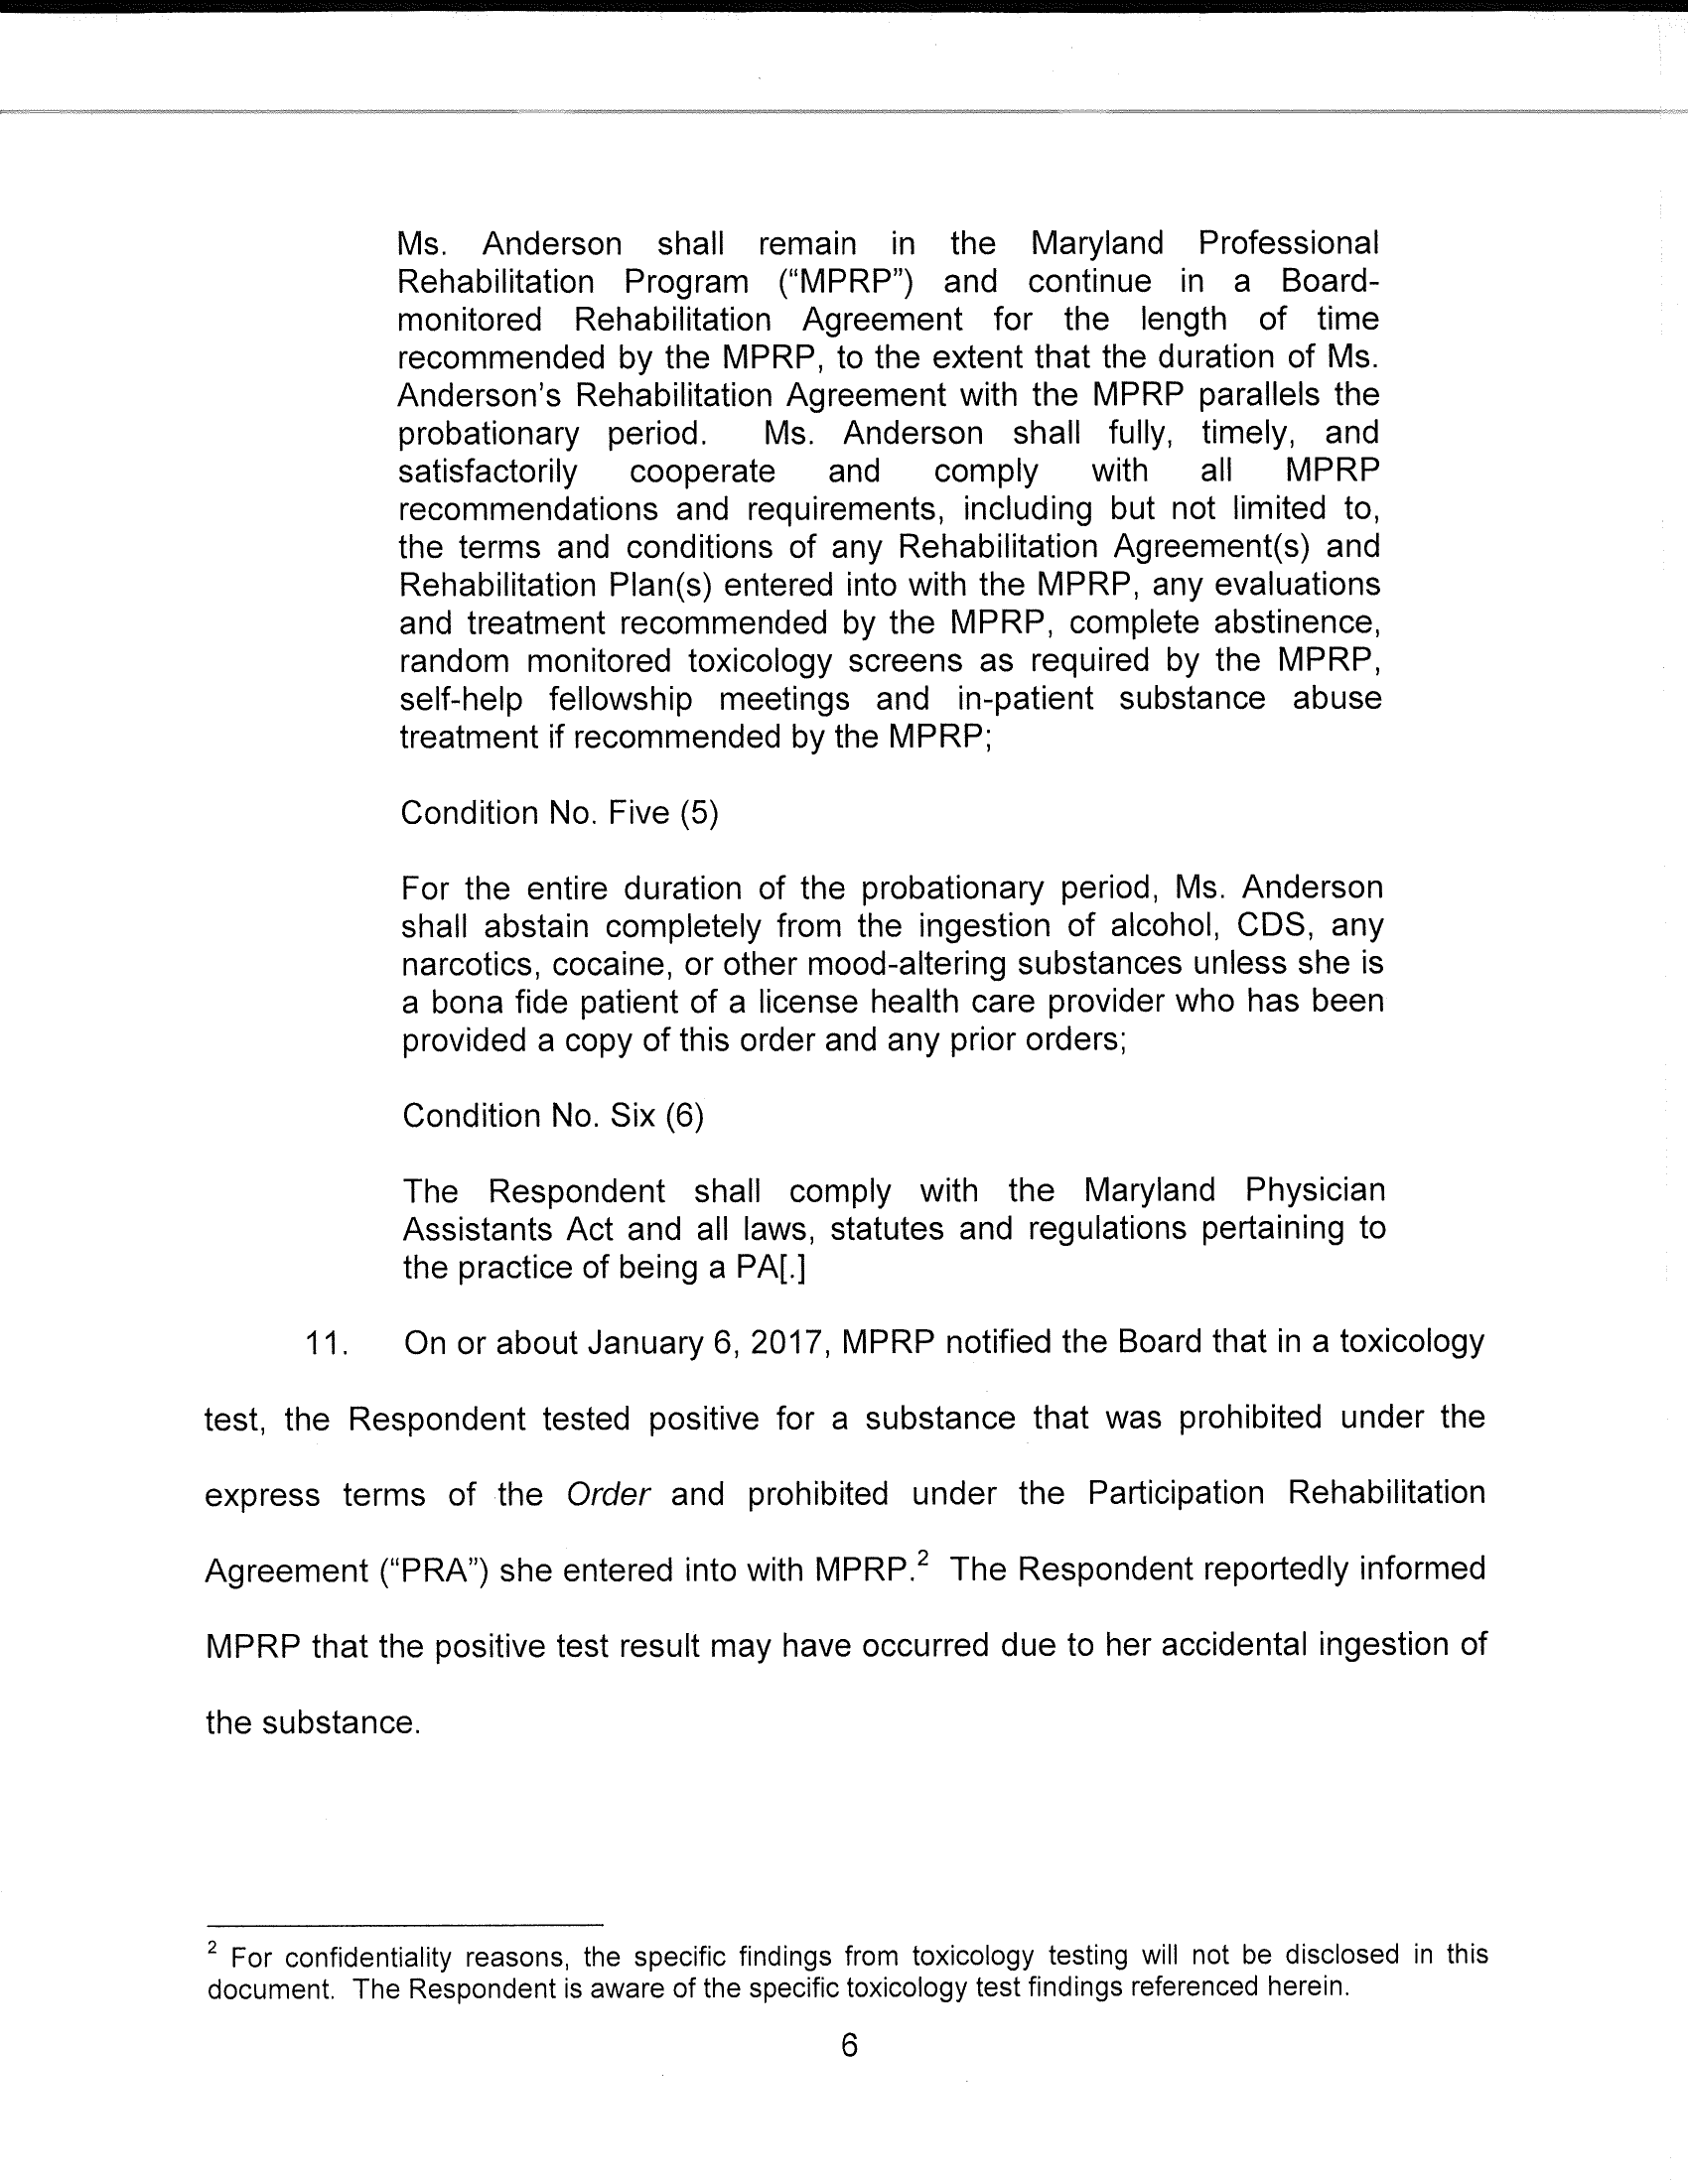 Ms. Anderson shall remain in the Maryland Professional
Rehabilitation Program (“MPRP”) and continue in a Board-
monitored Rehabilitation Agreement for the length of time
recommended by the MPRP, to the extent that the duration of Ms.
Anderson's Rehabilitation Agreement with the MPRP parallels the
probationary period. Ms. Anderson shall fully, timely, and
satisfactorily cooperate and comply with all MPRP
recommendations and requirements, including but not limited to,
the terms and conditions of any Rehabilitation Agreement(s) and
Rehabilitation Plan(s) entered into with the MPRP, any evaluations
and treatment recommended by the MPRP, complete abstinence,
random monitored toxicology screens as required by the MPRP,
self-help fellowship meetings and in-patient substance abuse
treatment if recommended by the MPRP;
Condition No. Five (5)
For the entire duration of the probationary period, Ms. Anderson
shall abstain completely from the ingestion of alcohol, CDS, any
narcotics, cocaine, or other mood-altering substances unless she is
a bona fide patient of a license health care provider who has been
provided a copy of this order and any prior orders;
Condition No. Six (6)
The Respondent shall comply with the Maryland Physician
Assistants Act and all laws, statutes and regulations pertaining to
the practice of being a PA[.]
11. On or about January 6, 2017, MPRP notified the Board that in a toxicology
test, the Respondent tested positive for a substance that was prohibited under the
express terms of the Order and prohibited under the Participation Rehabilitation
Agreement (“PRA”) she entered into with MPRP.² The Respondent reportedly informed
MPRP that the positive test result may have occurred due to her accidental ingestion of
the substance.
² For confidentiality reasons, the specific findings from toxicology testing will not be disclosed in this
document. The Respondent is aware of the specific toxicology test findings referenced herein.
6